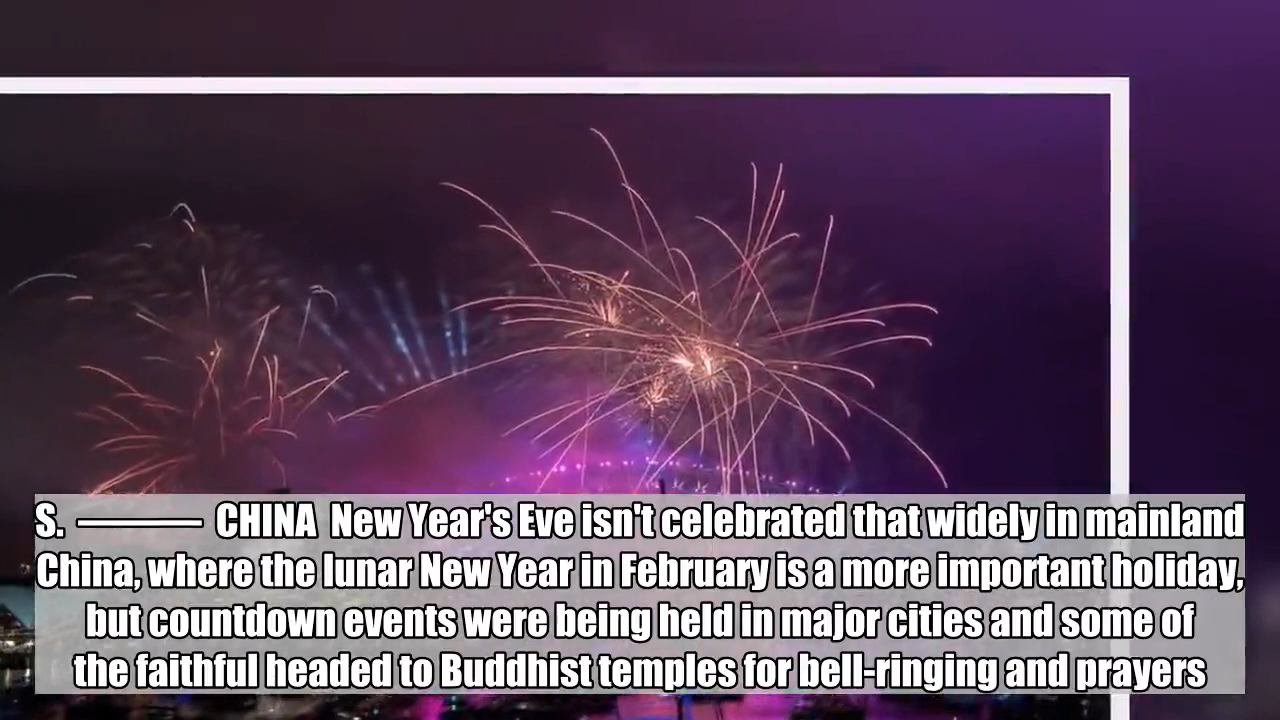 S. ——— CHINA New Year's Eve isn't celebrated that widely in mainland
China, where the lunar New Year in February is a more important holiday,
but countdown events were being held in major cities and some of
the faithful headed to Buddhist temples for bell-ringing and prayers